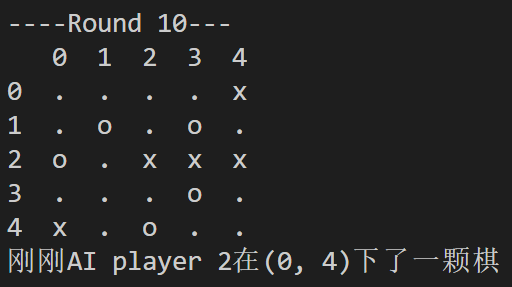 ----Round 10---
   0  1  2  3  4
0  .  .  .  .  x
1  .  o  .  o  .
2  o  .  x  x  x
3  .  .  .  o  .
4  x  .  o  .  .
刚刚AI player 2在(0, 4)下了一颗棋